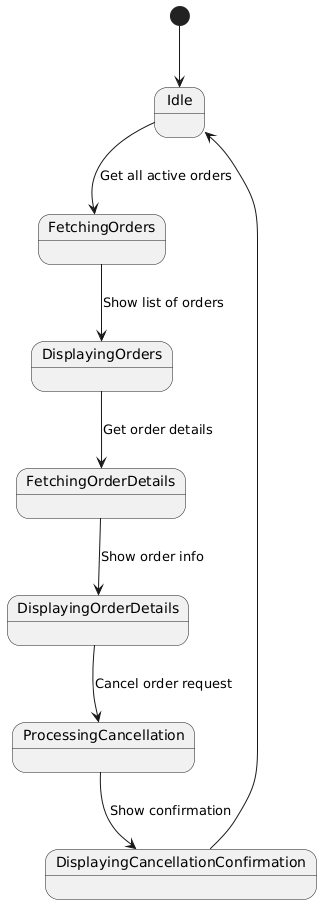 Idle
Get all active orders
FetchingOrders
Show list of orders
DisplayingOrders
Get order details
FetchingOrderDetails
Show order info
DisplayingOrderDetails
Cancel order request
ProcessingCancellation
Show confirmation
DisplayingCancellationConfirmation